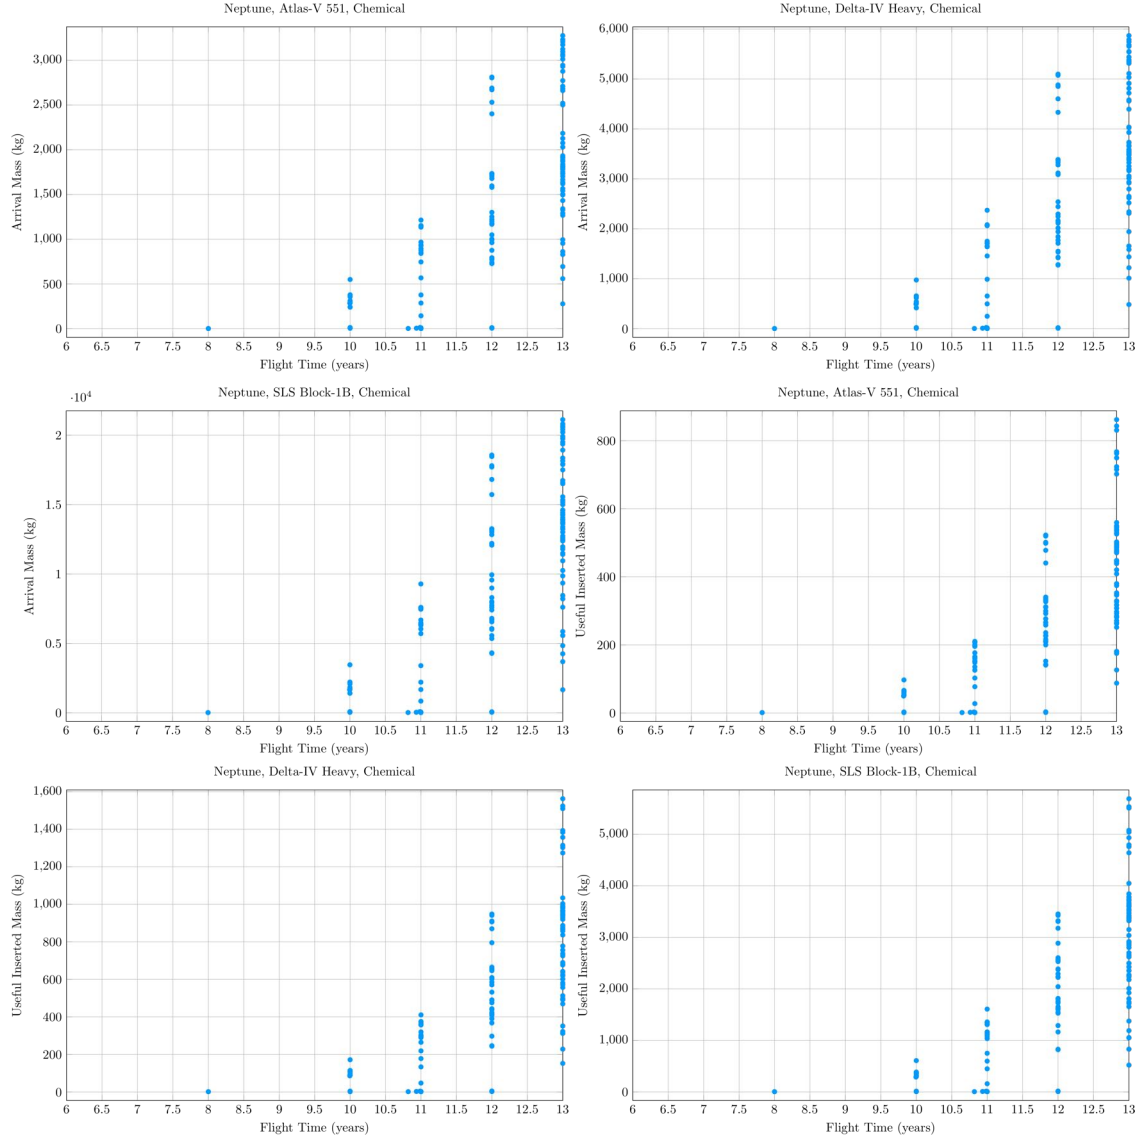 Neptune, Atlas-V 551, Chemical
Arrival Mass (kg)
3,000
2,500
2,000
1,500
1,000
500
0
6 6.5 7 7.5 8 8.5 9 9.5 10 10.5 11 11.5 12 12.5 13
Flight Time (years)
Neptune, Delta-IV Heavy, Chemical
Arrival Mass (kg)
6,000
5,000
4,000
3,000
2,000
1,000
0
6 6.5 7 7.5 8 8.5 9 9.5 10 10.5 11 11.5 12 12.5 13
Flight Time (years)
Neptune, SLS Block-1B, Chemical
·10⁴
Arrival Mass (kg)
2
1.5
1
0.5
0
6 6.5 7 7.5 8 8.5 9 9.5 10 10.5 11 11.5 12 12.5 13
Flight Time (years)
Neptune, Atlas-V 551, Chemical
Useful Inserted Mass (kg)
800
600
400
200
0
6 6.5 7 7.5 8 8.5 9 9.5 10 10.5 11 11.5 12 12.5 13
Flight Time (years)
Neptune, Delta-IV Heavy, Chemical
Useful Inserted Mass (kg)
1,600
1,400
1,200
1,000
800
600
400
200
0
6 6.5 7 7.5 8 8.5 9 9.5 10 10.5 11 11.5 12 12.5 13
Flight Time (years)
Neptune, SLS Block-1B, Chemical
Useful Inserted Mass (kg)
5,000
4,000
3,000
2,000
1,000
0
6 6.5 7 7.5 8 8.5 9 9.5 10 10.5 11 11.5 12 12.5 13
Flight Time (years)